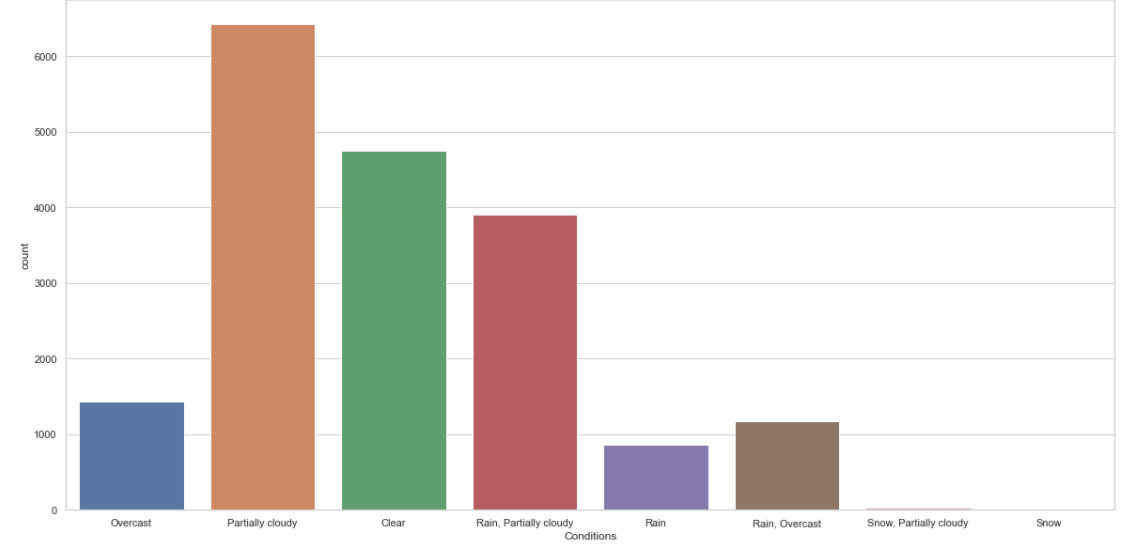 6000
5000
4000
3000
2000
1000
0
count
Overcast
Partially cloudy
Clear
Rain, Partially cloudy
Rain
Rain, Overcast
Snow, Partially cloudy
Snow
Conditions